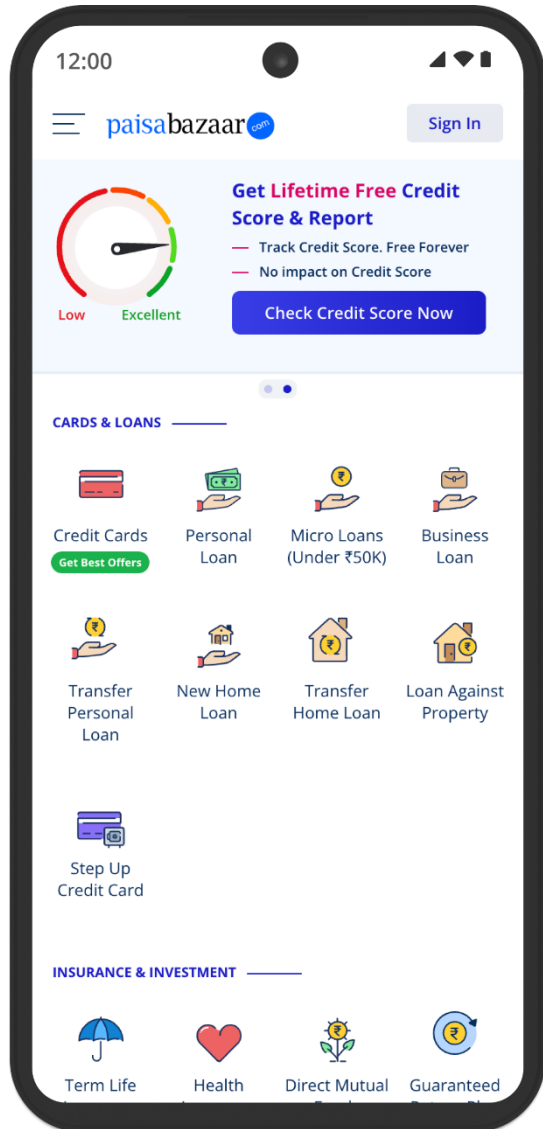 12:00
paisabazaar com
Sign In
Get Lifetime Free Credit
Score & Report
— Track Credit Score. Free Forever
— No impact on Credit Score
Low
Excellent
Check Credit Score Now
CARDS & LOANS
Credit Cards
Get Best Offers
Personal
Loan
Micro Loans
(Under ₹50K)
Business
Loan
Transfer
Personal
Loan
New Home
Loan
Transfer
Home Loan
Loan Against
Property
Step Up
Credit Card
INSURANCE & INVESTMENT
Term Life
Health
Direct Mutual
Guaranteed